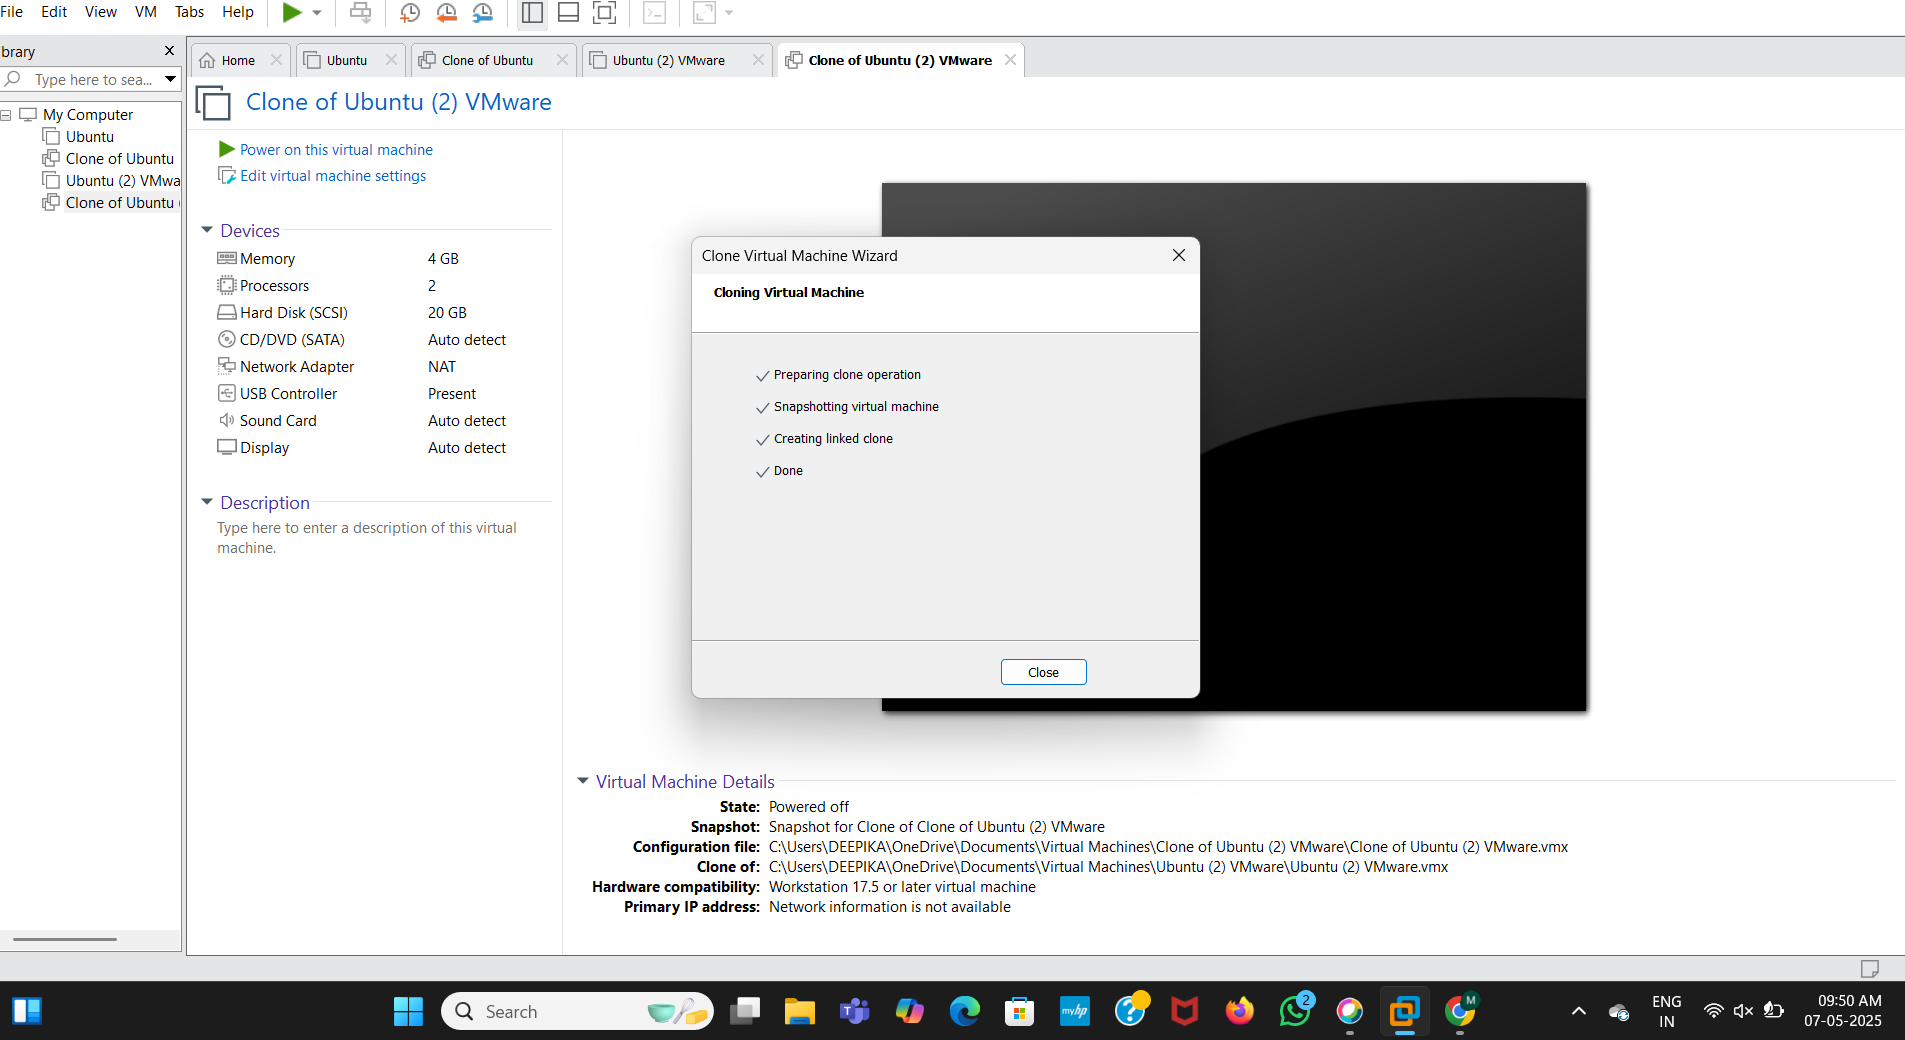 File Edit View VM Tabs Help
brary
Type here to sea...
Home
Ubuntu
Clone of Ubuntu
Ubuntu (2) VMware
Clone of Ubuntu (2) VMware
My Computer
Ubuntu
Clone of Ubuntu
Ubuntu (2) VMwa
Clone of Ubuntu (
Clone of Ubuntu (2) VMware
Power on this virtual machine
Edit virtual machine settings
Devices
Memory 4 GB
Processors 2
Hard Disk (SCSI) 20 GB
CD/DVD (SATA) Auto detect
Network Adapter NAT
USB Controller Present
Sound Card Auto detect
Display Auto detect
Description
Type here to enter a description of this virtual
machine.
Clone Virtual Machine Wizard
Cloning Virtual Machine
Preparing clone operation
Snapshotting virtual machine
Creating linked clone
Done
Close
Virtual Machine Details
State: Powered off
Snapshot: Snapshot for Clone of Clone of Ubuntu (2) VMware
Configuration file: C:\Users\DEEPIKA\OneDrive\Documents\Virtual Machines\Clone of Ubuntu (2) VMware\Clone of Ubuntu (2) VMware.vmx
Clone of: C:\Users\DEEPIKA\OneDrive\Documents\Virtual Machines\Ubuntu (2) VMware\Ubuntu (2) VMware.vmx
Hardware compatibility: Workstation 17.5 or later virtual machine
Primary IP address: Network information is not available
Search
myhp
2
M
ENG
IN
09:50 AM
07-05-2025